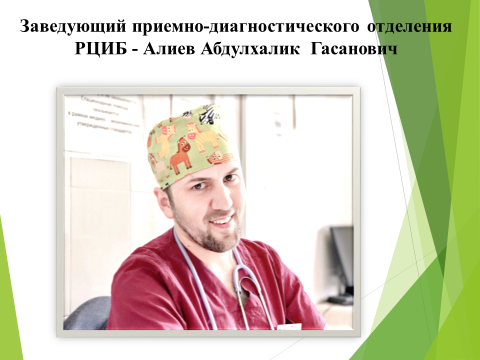 Заведующий приемно-диагностического отделения
РЦИБ - Алиев Абдулхалик Гасанович